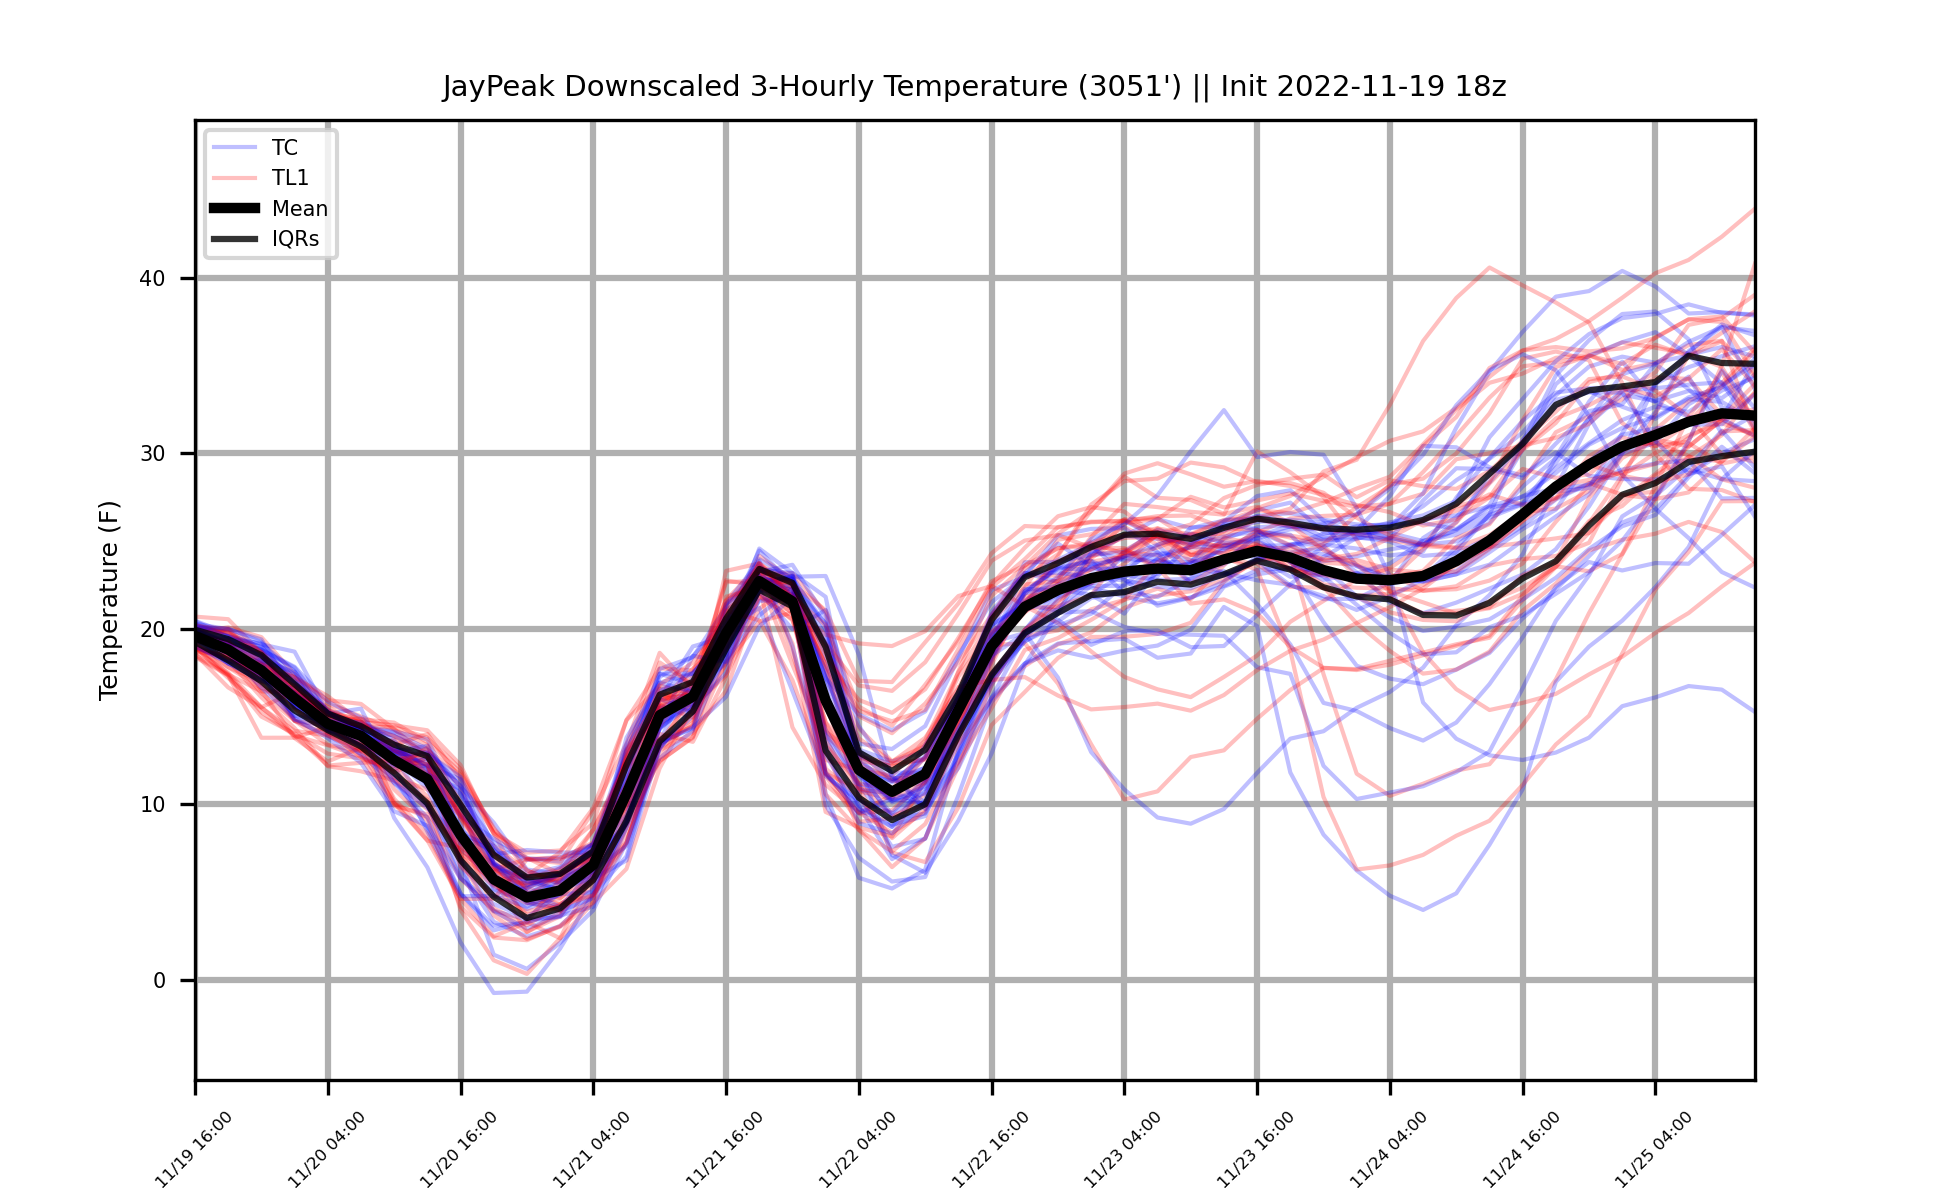 JayPeak Downscaled 3-Hourly Temperature (3051') || Init 2022-11-19 18z
TC
TL1
Mean
IQRs
Temperature (F)
40
30
20
10
0
11/19 16:00
11/20 04:00
11/20 16:00
11/21 04:00
11/21 16:00
11/22 04:00
11/22 16:00
11/23 04:00
11/23 16:00
11/24 04:00
11/24 16:00
11/25 04:00